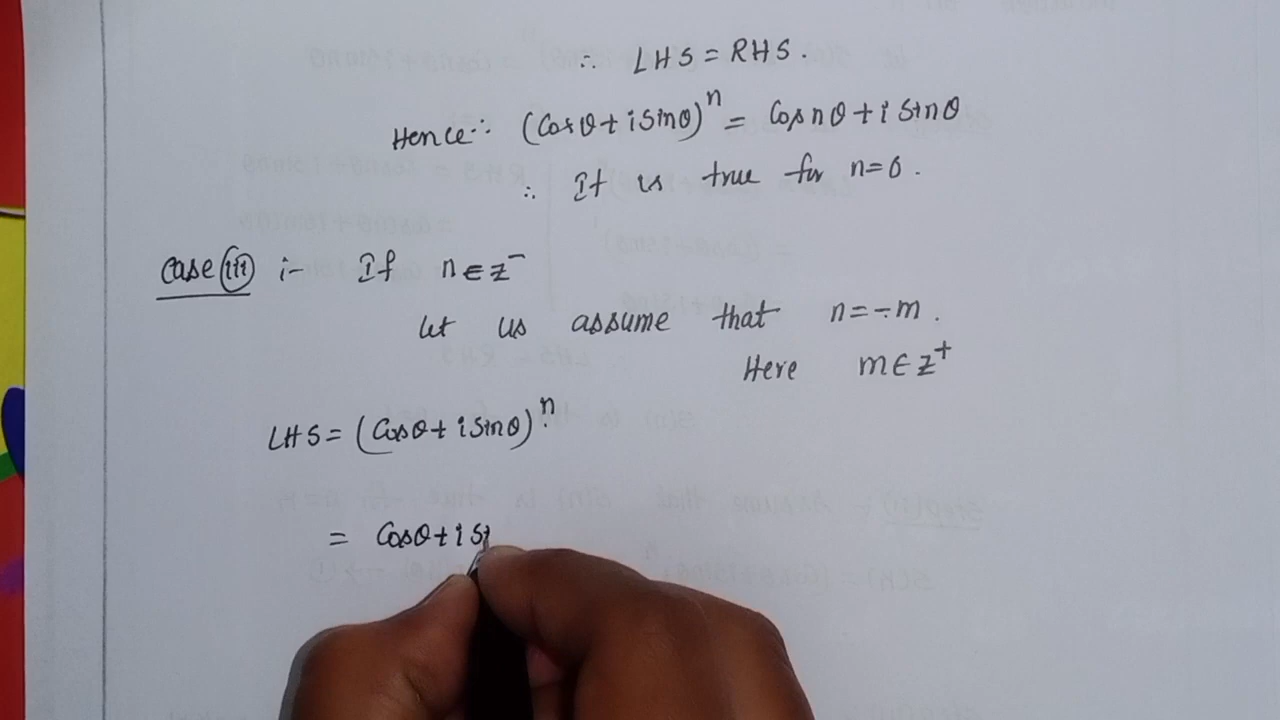 ∴ LHS = RHS.
Hence ∴ (Cosθ + i Sinθ)^n = Cos nθ + i Sin θ
∴ It is true for n=0.
Case (iii) :- If n ∈ z⁻
let us assume that n = -m.
Here m ∈ z⁺
LHS = (Cosθ + i Sinθ)^n.
= Cosθ + i Si